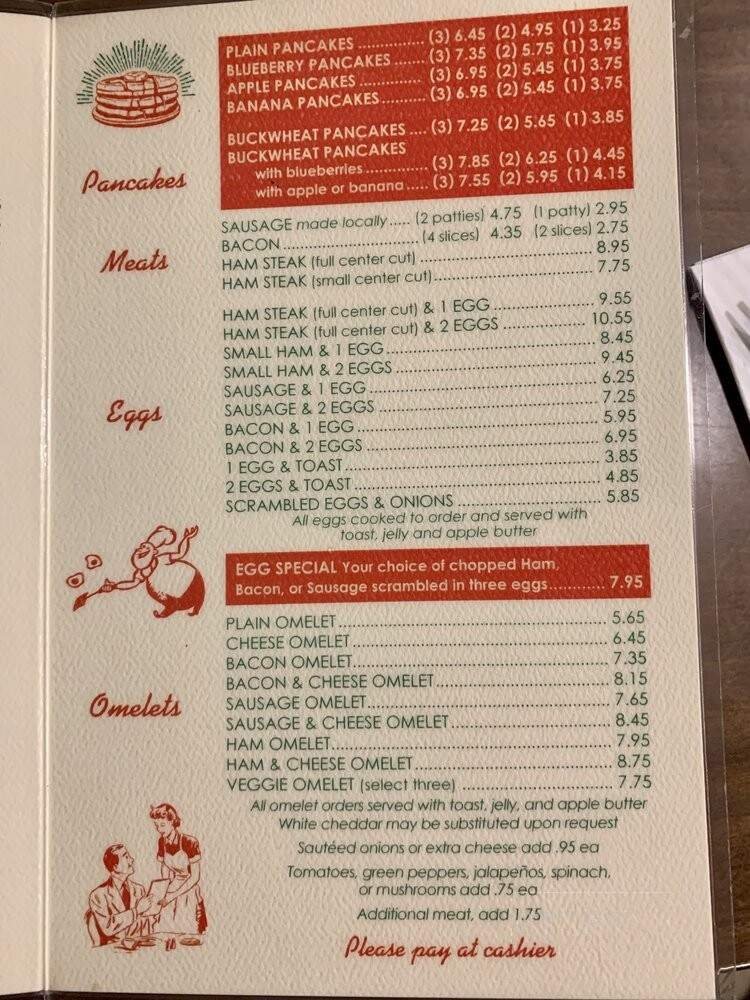 PLAIN PANCAKES .............. (3) 6.45 (2) 4.95 (1) 3.25
BLUEBERRY PANCAKES ....... (3) 7.35 (2) 5.75 (1) 3.95
APPLE PANCAKES ............. (3) 6.95 (2) 5.45 (1) 3.75
BANANA PANCAKES.......... (3) 6.95 (2) 5.45 (1) 3.75
BUCKWHEAT PANCAKES .... (3) 7.25 (2) 5.65 (1) 3.85
BUCKWHEAT PANCAKES
with blueberries.............. (3) 7.85 (2) 6.25 (1) 4.45
with apple or banana..... (3) 7.55 (2) 5.95 (1) 4.15
Pancakes
Meats
SAUSAGE made locally..... (2 patties) 4.75 (1 patty) 2.95
BACON.............................. (4 slices) 4.35 (2 slices) 2.75
HAM STEAK (full center cut) ...................................... 8.95
HAM STEAK (small center cut)................................... 7.75
Eggs
HAM STEAK (full center cut) & 1 EGG....................... 9.55
HAM STEAK (full center cut) & 2 EGGS .................. 10.55
SMALL HAM & 1 EGG............................................... 8.45
SMALL HAM & 2 EGGS ............................................. 9.45
SAUSAGE & 1 EGG................................................... 6.25
SAUSAGE & 2 EGGS ................................................. 7.25
BACON & 1 EGG...................................................... 5.95
BACON & 2 EGGS .................................................... 6.95
1 EGG & TOAST......................................................... 3.85
2 EGGS & TOAST....................................................... 4.85
SCRAMBLED EGGS & ONIONS ............................... 5.85
All eggs cooked to order and served with
toast, jelly and apple butter
EGG SPECIAL Your choice of chopped Ham,
Bacon, or Sausage scrambled in three eggs............ 7.95
Omelets
PLAIN OMELET.......................................................... 5.65
CHEESE OMELET....................................................... 6.45
BACON OMELET....................................................... 7.35
BACON & CHEESE OMELET..................................... 8.15
SAUSAGE OMELET.................................................... 7.65
SAUSAGE & CHEESE OMELET.................................. 8.45
HAM OMELET............................................................ 7.95
HAM & CHEESE OMELET......................................... 8.75
VEGGIE OMELET (select three) ................................ 7.75
All omelet orders served with toast, jelly, and apple butter
White cheddar may be substituted upon request
Sautéed onions or extra cheese add .95 ea
Tomatoes, green peppers, jalapeños, spinach,
or mushrooms add .75 ea
Additional meat, add 1.75
Please pay at cashier